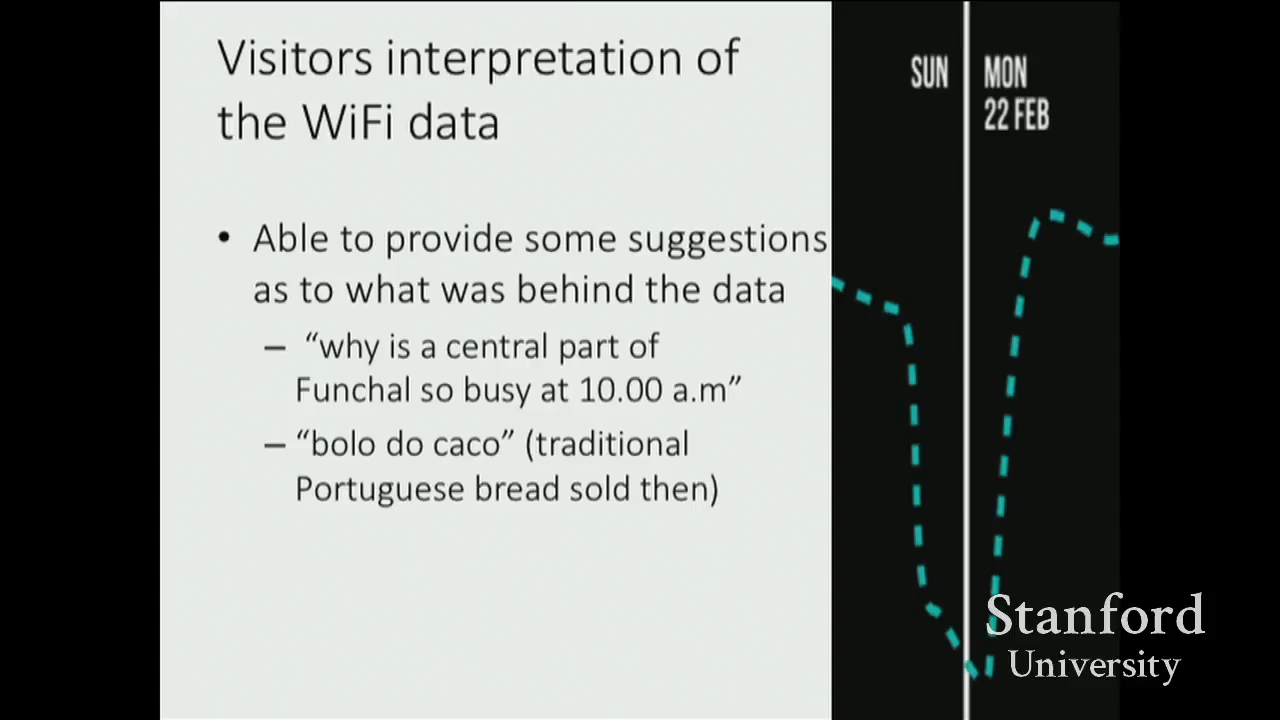 Visitors interpretation of
the WiFi data
• Able to provide some suggestions
as to what was behind the data
– “why is a central part of
Funchal so busy at 10.00 a.m”
– “bolo do caco” (traditional
Portuguese bread sold then)
SUN
MON
22 FEB
Stanford
University